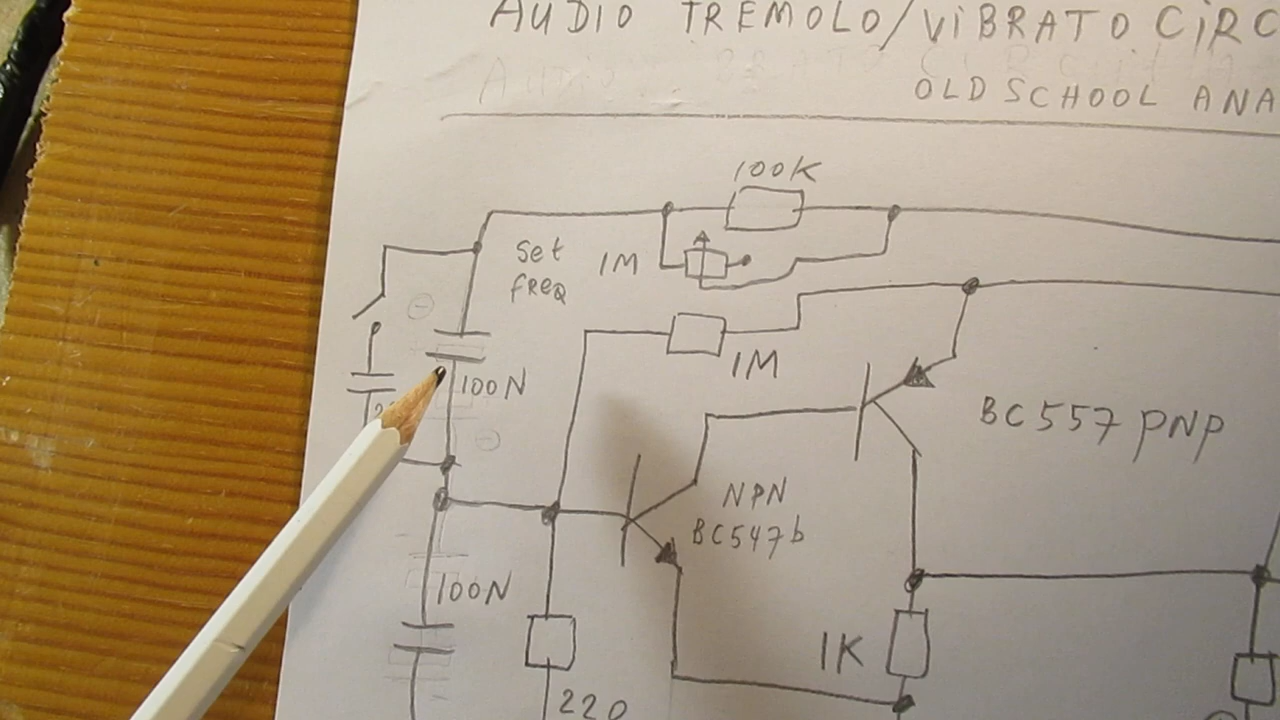 AUDIO TREMOLO/ViBRATO CiRC
OLD SCHOOL ANA
100K
Set
FREQ
1M
1M
100N
BC557 PNP
NPN
BC547b
100N
1K
220